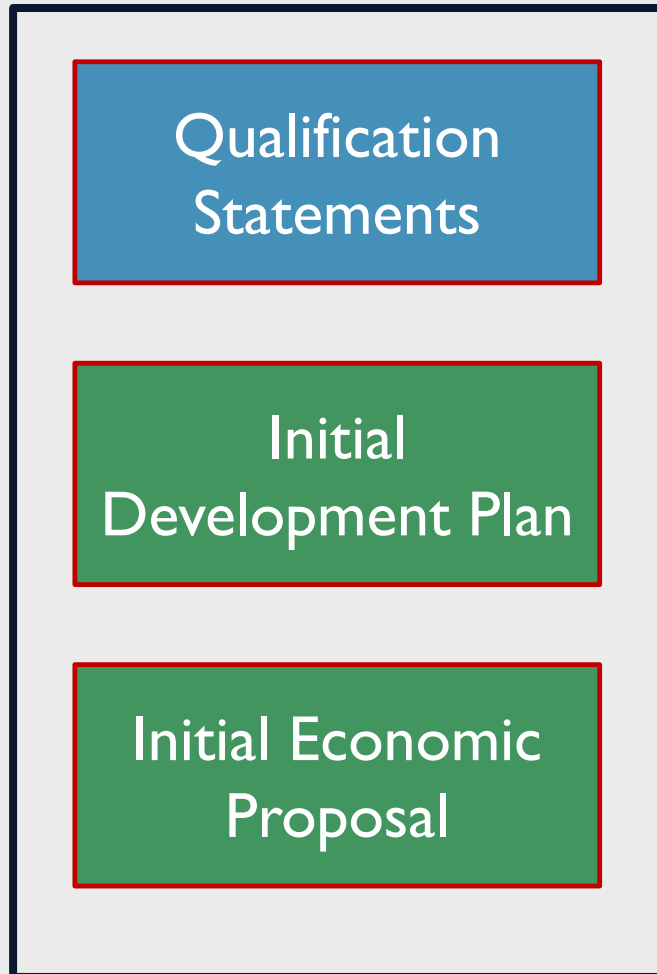 Qualification
Statements
Initial
Development Plan
Initial Economic
Proposal